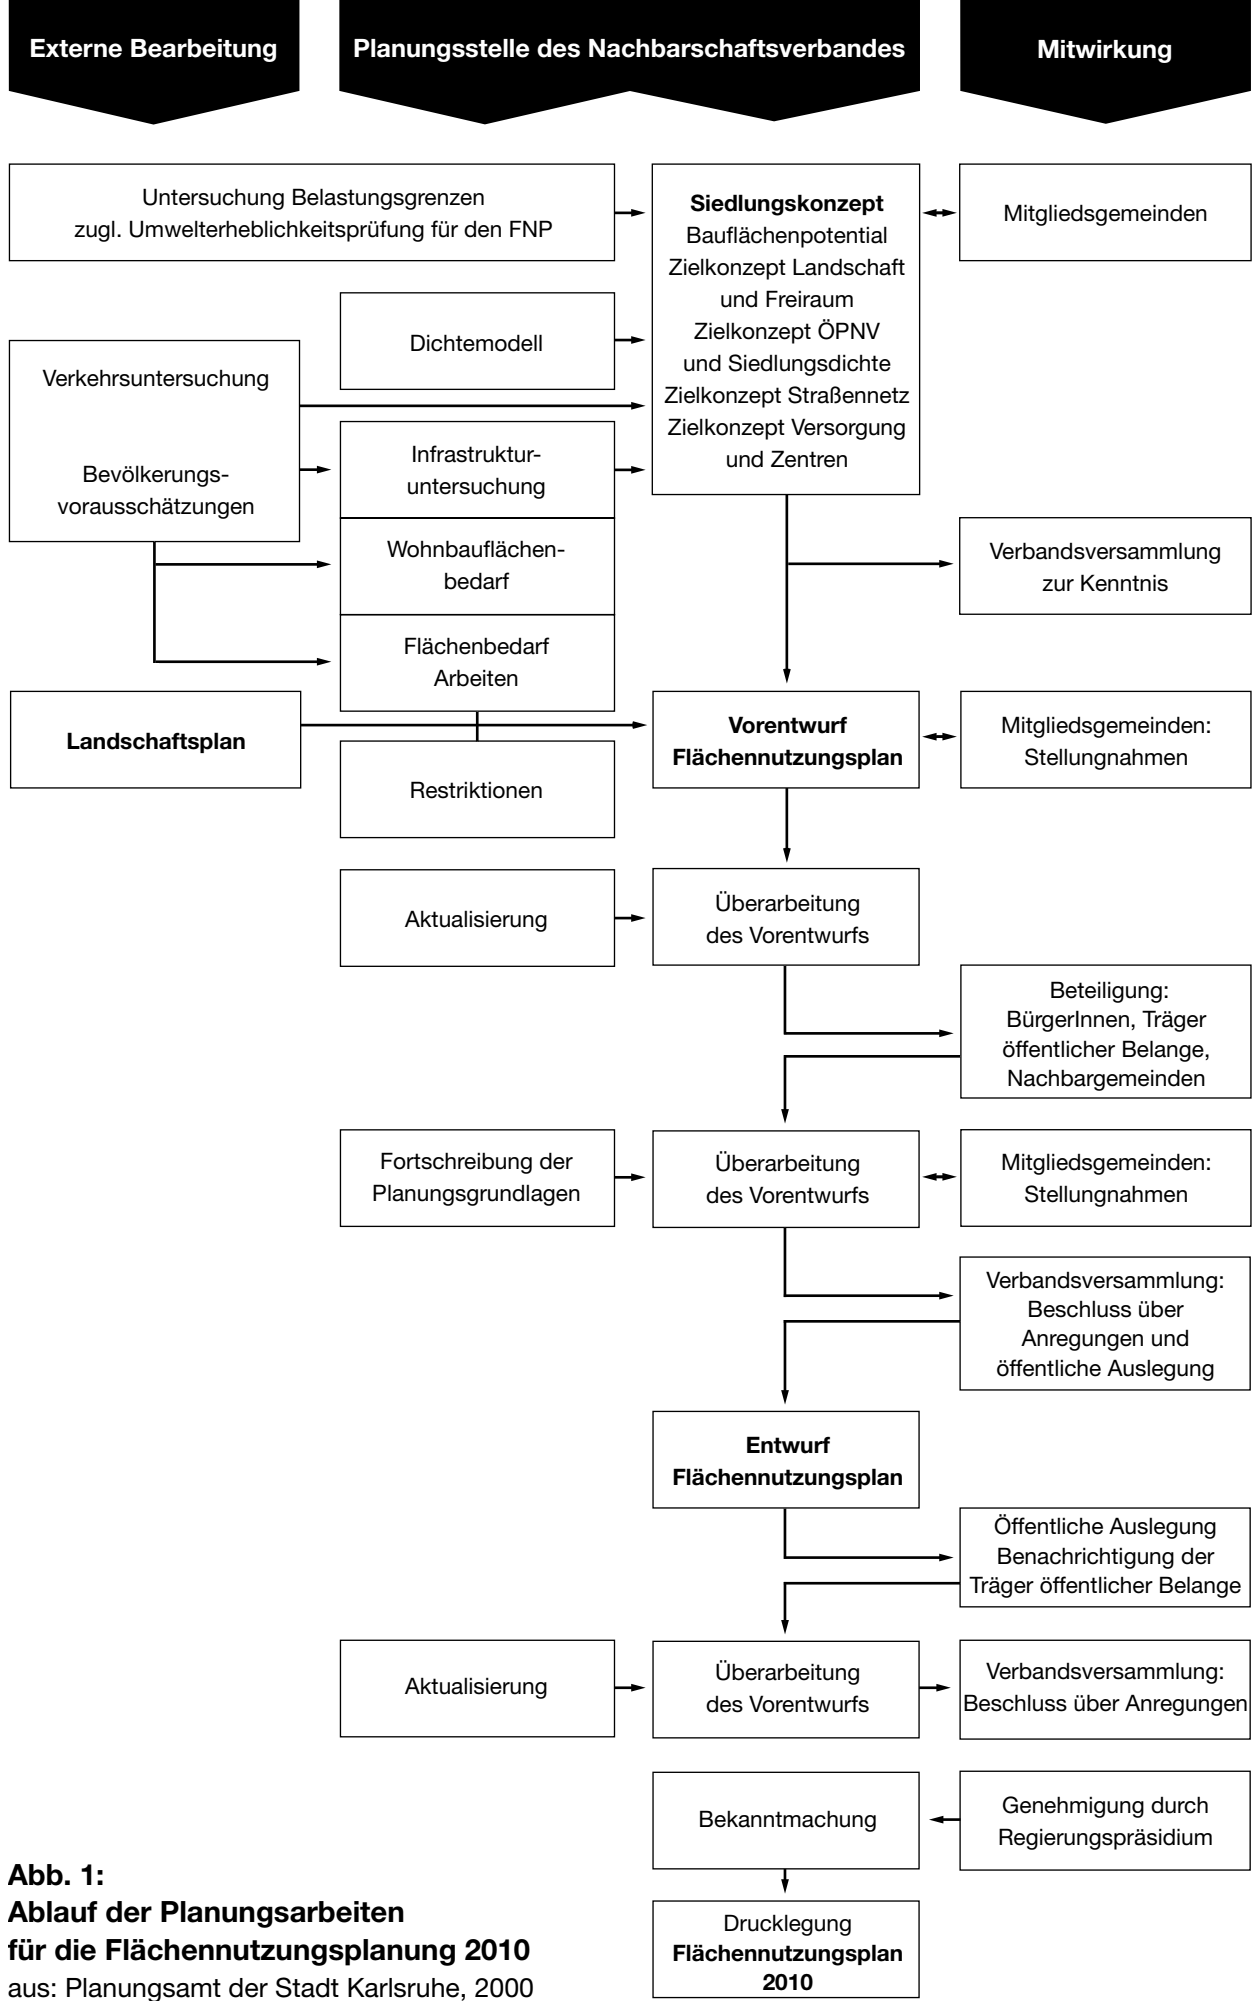 Externe Bearbeitung
Planungsstelle des Nachbarschaftsverbandes
Mitwirkung
Untersuchung Belastungsgrenzen
zugl. Umwelterheblichkeitsprüfung für den FNP
Siedlungskonzept
Bauflächenpotential
Zielkonzept Landschaft
und Freiraum
Zielkonzept ÖPNV
und Siedlungsdichte
Zielkonzept Straßennetz
Zielkonzept Versorgung
und Zentren
Mitgliedsgemeinden
Dichtemodell
Verkehrsuntersuchung
Bevölkerungs-
vorausschätzungen
Infrastruktur-
untersuchung
Wohnbauflächen-
bedarf
Flächenbedarf
Arbeiten
Verbandsversammlung
zur Kenntnis
Landschaftsplan
Restriktionen
Vorentwurf
Flächennutzungsplan
Mitgliedsgemeinden:
Stellungnahmen
Aktualisierung
Überarbeitung
des Vorentwurfs
Beteiligung:
BürgerInnen, Träger
öffentlicher Belange,
Nachbargemeinden
Fortschreibung der
Planungsgrundlagen
Überarbeitung
des Vorentwurfs
Mitgliedsgemeinden:
Stellungnahmen
Verbandsversammlung:
Beschluss über
Anregungen und
öffentliche Auslegung
Entwurf
Flächennutzungsplan
Öffentliche Auslegung
Benachrichtigung der
Träger öffentlicher Belange
Aktualisierung
Überarbeitung
des Vorentwurfs
Verbandsversammlung:
Beschluss über Anregungen
Bekanntmachung
Genehmigung durch
Regierungspräsidium
Drucklegung
Flächennutzungsplan
2010
Abb. 1:
Ablauf der Planungsarbeiten
für die Flächennutzungsplanung 2010
aus: Planungsamt der Stadt Karlsruhe, 2000